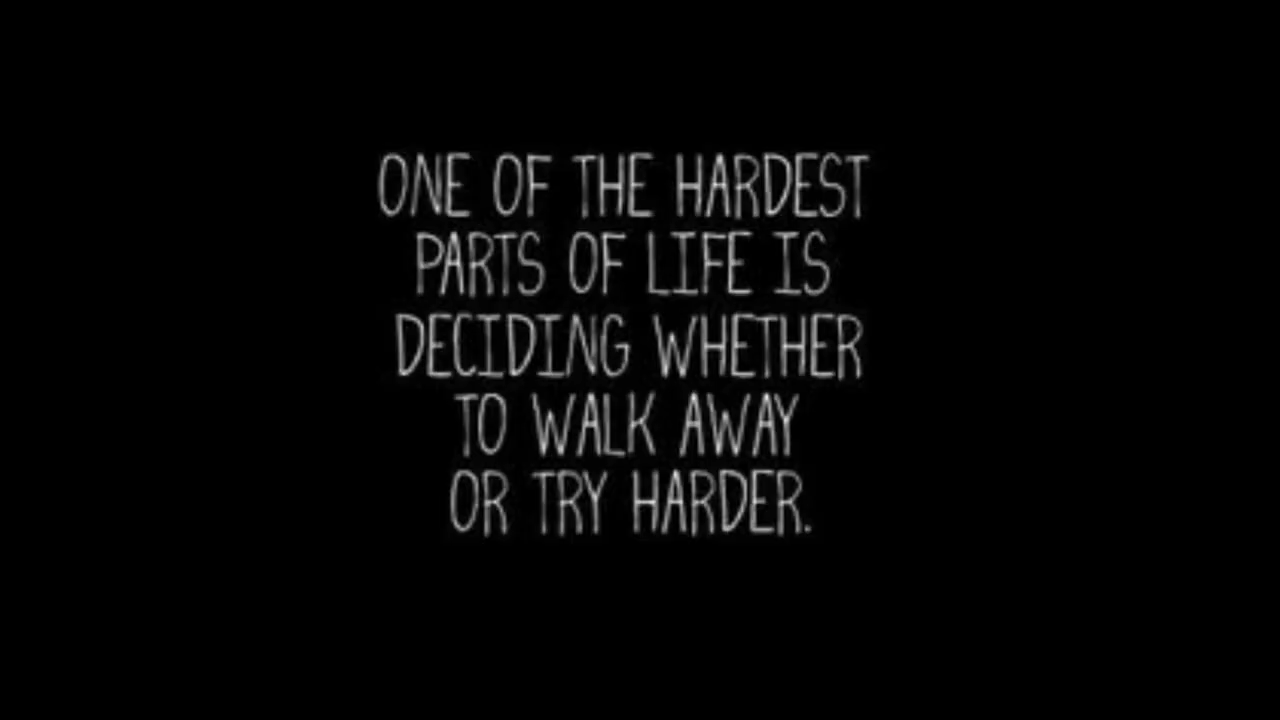 ONE OF THE HARDEST
PARTS OF LIFE IS
DECIDING WHETHER
TO WALK AWAY
OR TRY HARDER.